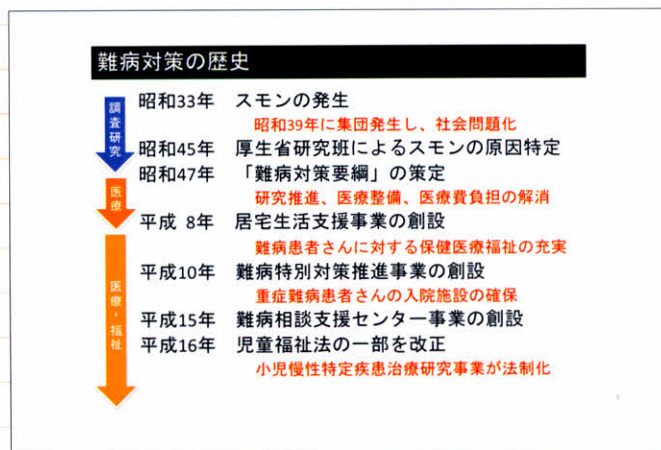 難病対策の歴史
調査研究
医療
医療・福祉
昭和33年 スモンの発生
昭和39年に集団発生し、社会問題化
昭和45年 厚生省研究班によるスモンの原因特定
昭和47年 「難病対策要綱」の策定
研究推進、医療整備、医療費負担の解消
平成 8年 居宅生活支援事業の創設
難病患者さんに対する保健医療福祉の充実
平成10年 難病特別対策推進事業の創設
重症難病患者さんの入院施設の確保
平成15年 難病相談支援センター事業の創設
平成16年 児童福祉法の一部を改正
小児慢性特定疾患治療研究事業が法制化